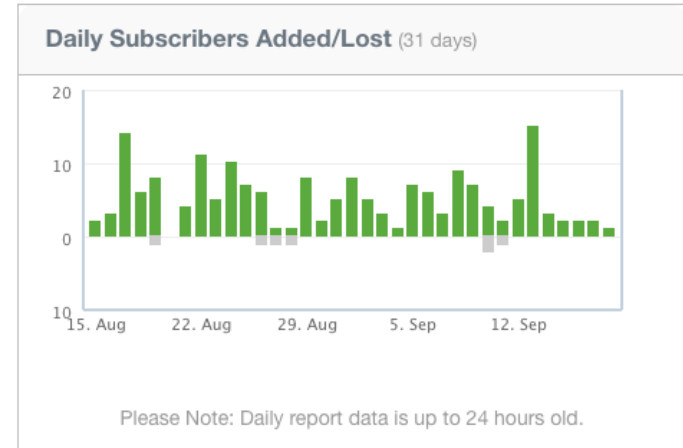 Daily Subscribers Added/Lost (31 days)
20
10
0
10
15. Aug 22. Aug 29. Aug 5. Sep 12. Sep
Please Note: Daily report data is up to 24 hours old.